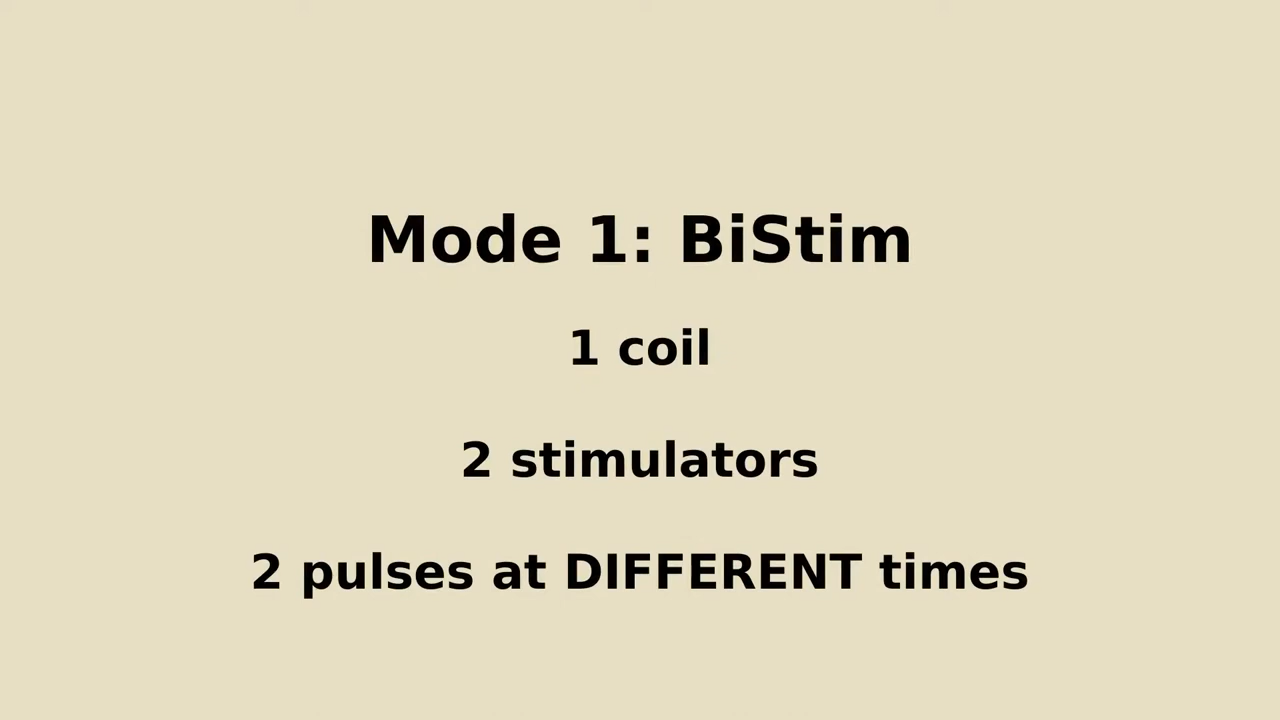 Mode 1: BiStim
1 coil
2 stimulators
2 pulses at DIFFERENT times